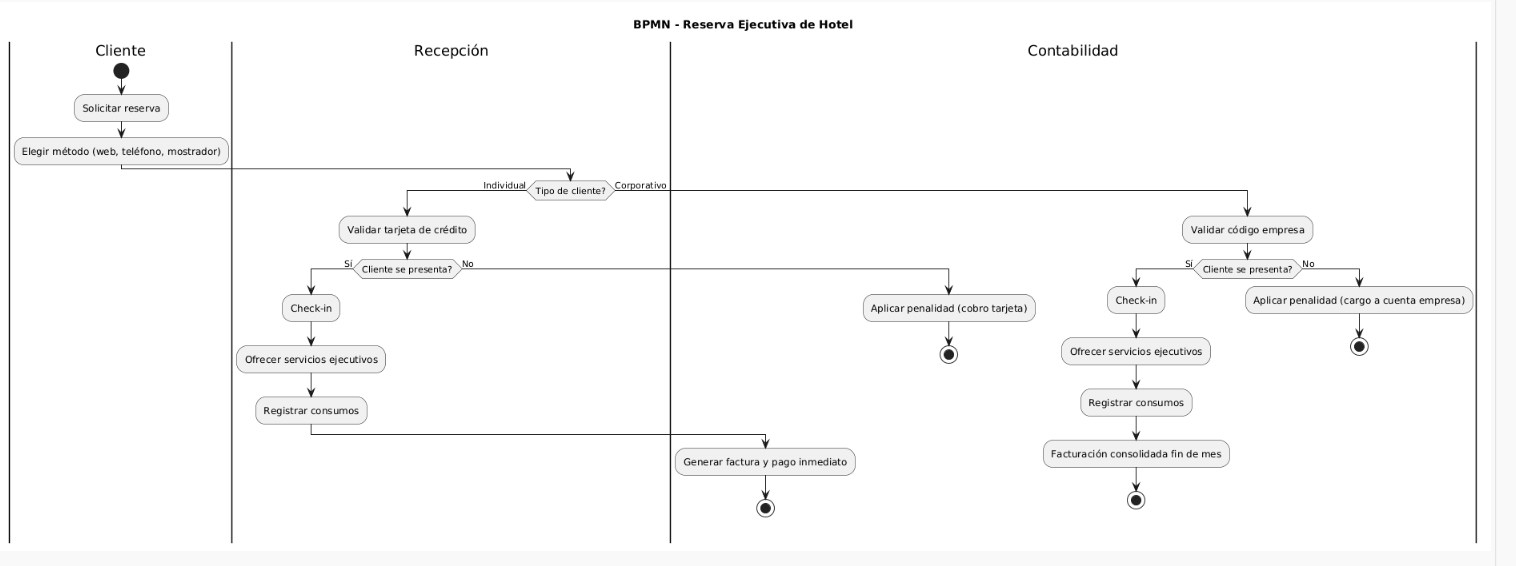 BPMN - Reserva Ejecutiva de Hotel
Cliente
Recepción
Contabilidad
Solicitar reserva
Elegir método (web, teléfono, mostrador)
Individual
Tipo de cliente?
Corporativo
Validar tarjeta de crédito
Validar código empresa
Sí
Cliente se presenta?
No
Sí
Cliente se presenta?
No
Check-in
Aplicar penalidad (cobro tarjeta)
Check-in
Aplicar penalidad (cargo a cuenta empresa)
Ofrecer servicios ejecutivos
Ofrecer servicios ejecutivos
Registrar consumos
Registrar consumos
Generar factura y pago inmediato
Facturación consolidada fin de mes